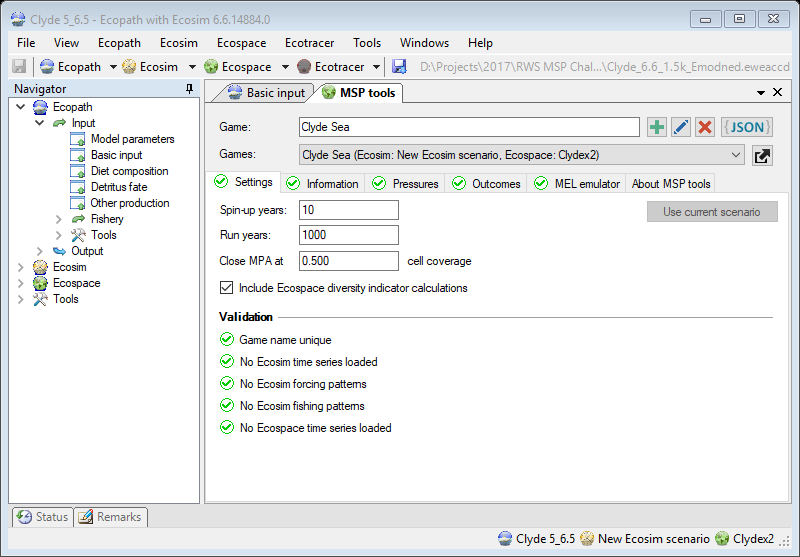 Clyde 5_6.5 - Ecopath with Ecosim 6.6.14884.0
File View Ecopath Ecosim Ecospace Ecotracer Tools Windows Help
Ecopath Ecosim Ecospace Ecotracer D:\Projects\2017\RWS MSP Chal...\Clyde_6.6_1.5k_Emodned.eweaccd
Navigator
Ecopath
Input
Model parameters
Basic input
Diet composition
Detritus fate
Other production
Fishery
Tools
Output
Ecosim
Ecospace
Tools
Basic input MSP tools
Game: Clyde Sea {JSON}
Games: Clyde Sea (Ecosim: New Ecosim scenario, Ecospace: Clydex2)
Settings Information Pressures Outcomes MEL emulator About MSP tools
Spin-up years: 10 Use current scenario
Run years: 1000
Close MPA at 0.500 cell coverage
Include Ecospace diversity indicator calculations
Validation
Game name unique
No Ecosim time series loaded
No Ecosim forcing patterns
No Ecosim fishing patterns
No Ecospace time series loaded
Status Remarks
Clyde 5_6.5 New Ecosim scenario Clydex2